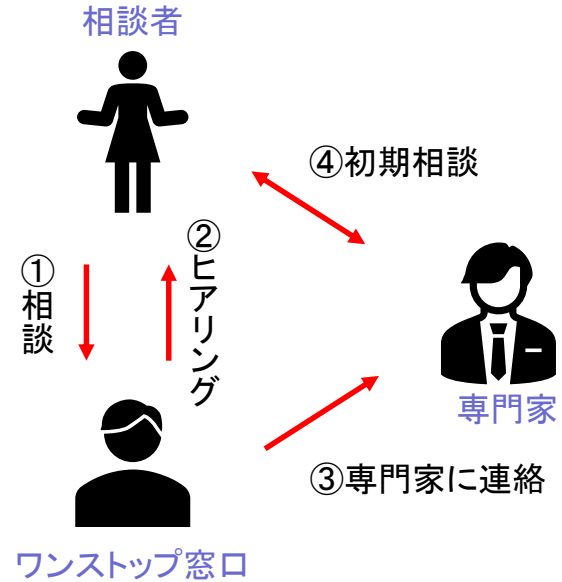 相談者
④初期相談
①相談
②ヒアリング
専門家
③専門家に連絡
ワンストップ窓口